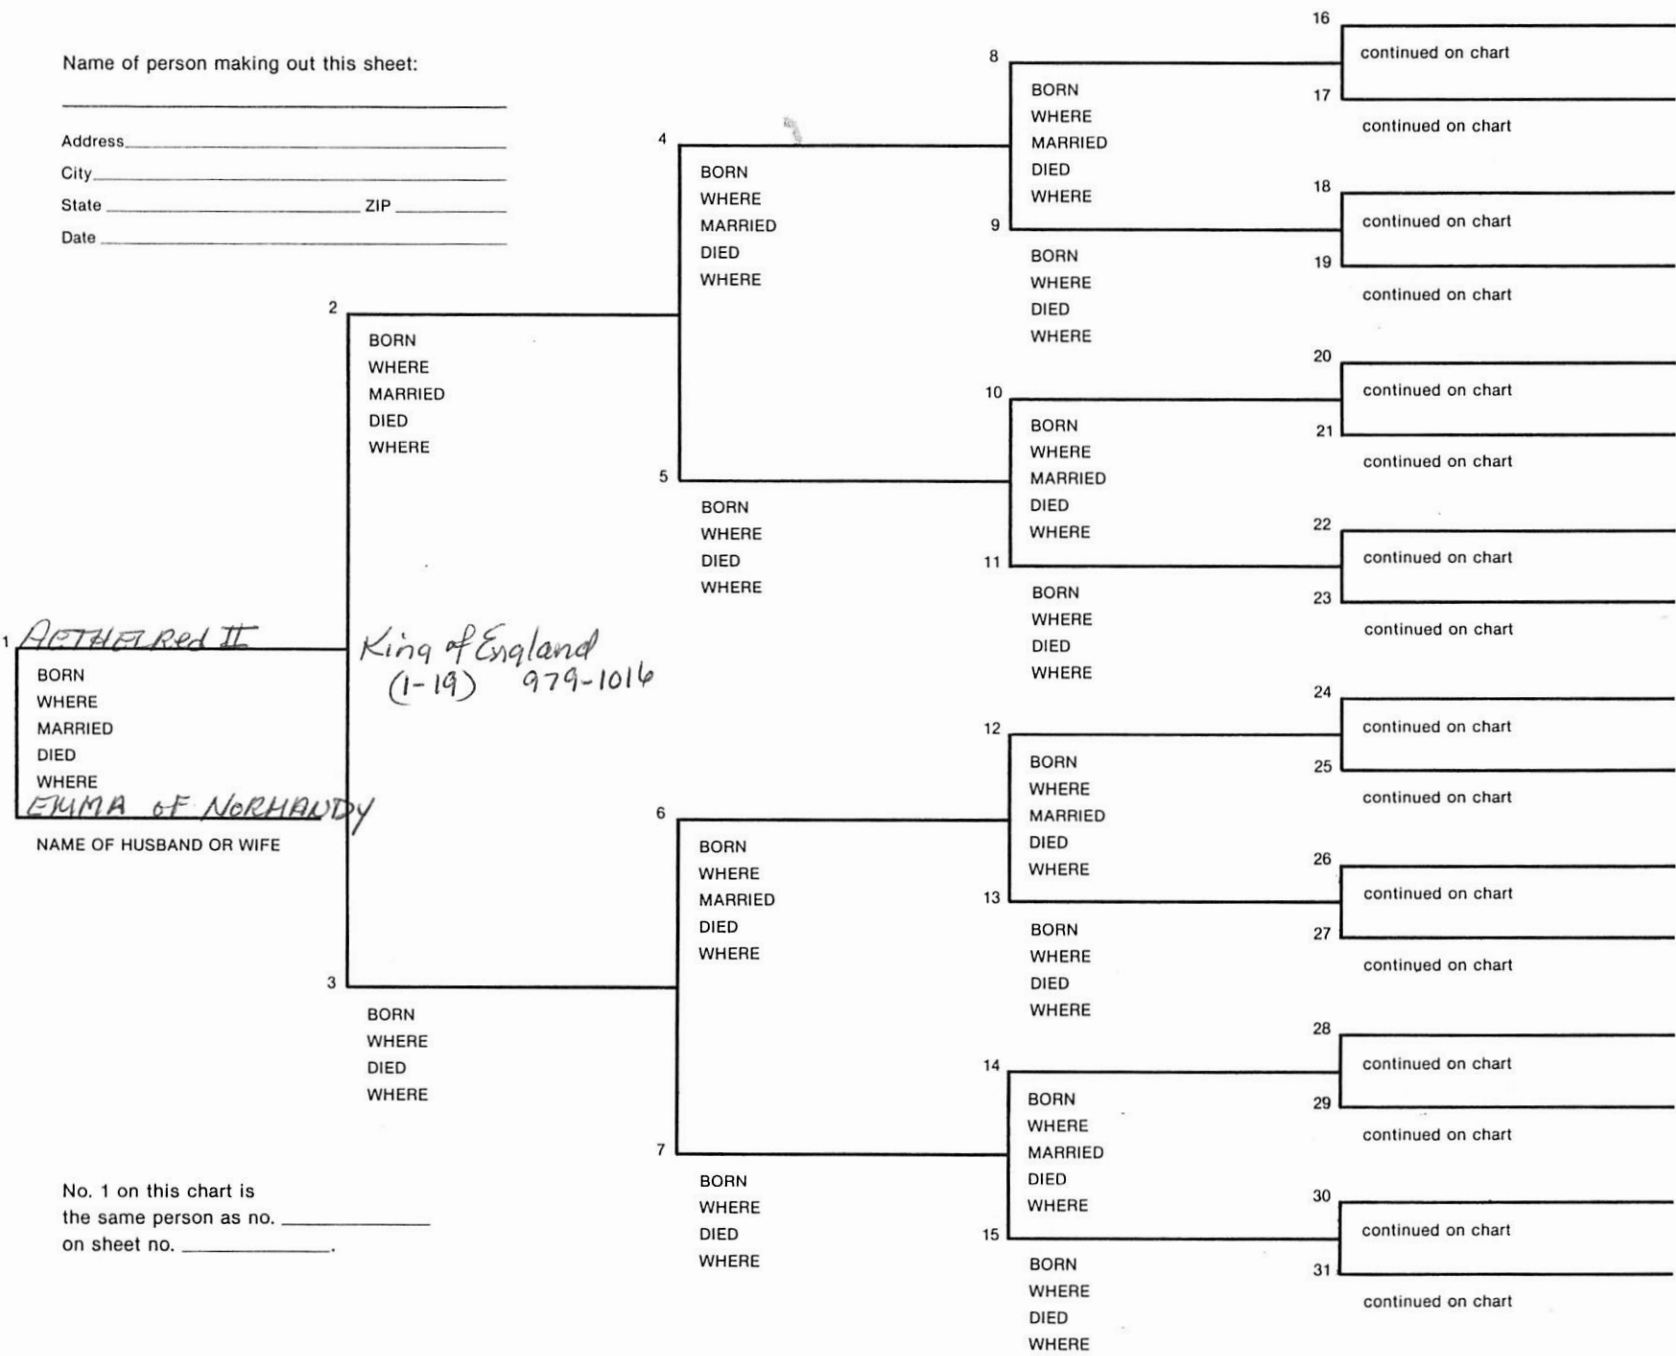 Name of person making out this sheet:
Address
City
State ZIP
Date
1 AETHELRed II
BORN
WHERE
MARRIED
DIED
WHERE
EMMA OF NORMANDY
NAME OF HUSBAND OR WIFE
King of England
(1-19) 979-1016
No. 1 on this chart is
the same person as no.
on sheet no. .
2
BORN
WHERE
MARRIED
DIED
WHERE
3
BORN
WHERE
DIED
WHERE
4
BORN
WHERE
MARRIED
DIED
WHERE
5
BORN
WHERE
DIED
WHERE
6
BORN
WHERE
MARRIED
DIED
WHERE
7
BORN
WHERE
DIED
WHERE
8
BORN
WHERE
MARRIED
DIED
WHERE
9
BORN
WHERE
DIED
WHERE
10
BORN
WHERE
MARRIED
DIED
WHERE
11
BORN
WHERE
DIED
WHERE
12
BORN
WHERE
MARRIED
DIED
WHERE
13
BORN
WHERE
DIED
WHERE
14
BORN
WHERE
MARRIED
DIED
WHERE
15
BORN
WHERE
DIED
WHERE
16
continued on chart
17
continued on chart
18
continued on chart
19
continued on chart
20
continued on chart
21
continued on chart
22
continued on chart
23
continued on chart
24
continued on chart
25
continued on chart
26
continued on chart
27
continued on chart
28
continued on chart
29
continued on chart
30
continued on chart
31
continued on chart